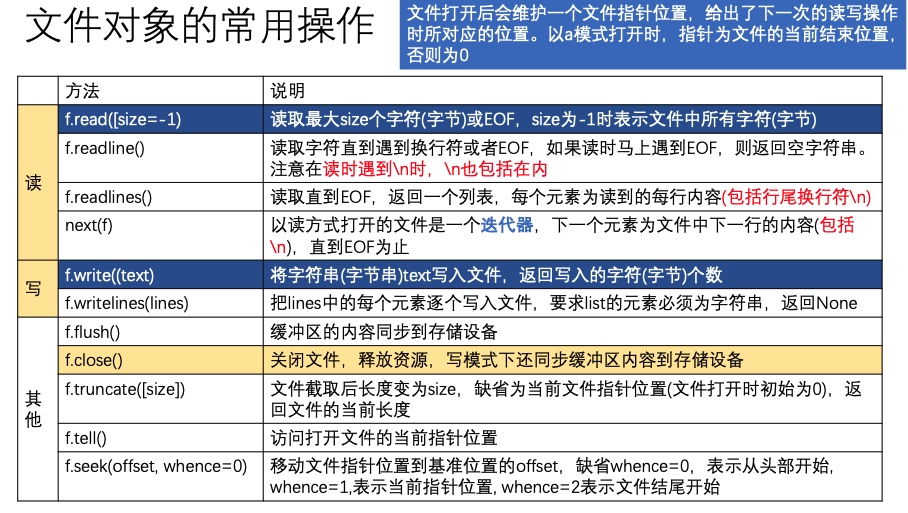 文件对象的常用操作
文件打开后会维护一个文件指针位置，给出了下一次的读写操作
时所对应的位置。以a模式打开时，指针为文件的当前结束位置，
否则为0
方法 说明
读
f.read([size=-1) 读取最大size个字符(字节)或EOF，size为-1时表示文件中所有字符(字节)
f.readline() 读取字符直到遇到换行符或者EOF，如果读时马上遇到EOF，则返回空字符串。
注意在读时遇到\n时，\n也包括在内
f.readlines() 读取直到EOF，返回一个列表，每个元素为读到的每行内容(包括行尾换行符\n)
next(f) 以读方式打开的文件是一个迭代器，下一个元素为文件中下一行的内容(包括
\n)，直到EOF为止
写
f.write((text) 将字符串(字节串)text写入文件，返回写入的字符(字节)个数
f.writelines(lines) 把lines中的每个元素逐个写入文件，要求list的元素必须为字符串，返回None
其
他
f.flush() 缓冲区的内容同步到存储设备
f.close() 关闭文件，释放资源，写模式下还同步缓冲区内容到存储设备
f.truncate([size]) 文件截取后长度变为size，缺省为当前文件指针位置(文件打开时初始为0)，返
回文件的当前长度
f.tell() 访问打开文件的当前指针位置
f.seek(offset, whence=0) 移动文件指针位置到基准位置的offset，缺省whence=0，表示从头部开始,
whence=1,表示当前指针位置, whence=2表示文件结尾开始